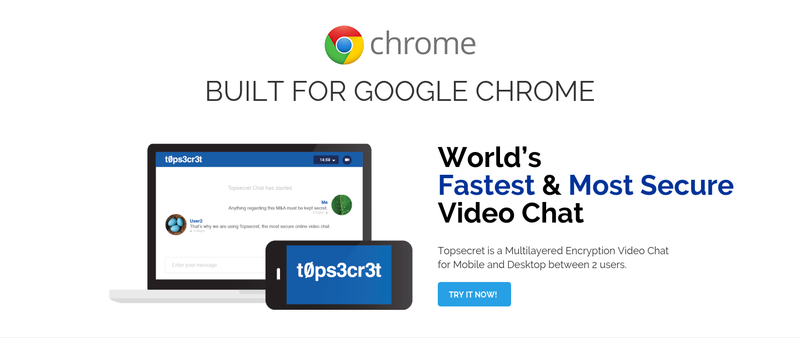 chrome
BUILT FOR GOOGLE CHROME
t0ps3cr3t
14:59
Topsecret Chat has started
Me
Anything regarding this M&A must be kept secret
User2
That's why we are using Topsecret, the most secure online video chat
Enter your message
t0ps3cr3t
World's
Fastest & Most Secure
Video Chat
Topsecret is a Multilayered Encryption Video Chat
for Mobile and Desktop between 2 users.
TRY IT NOW!